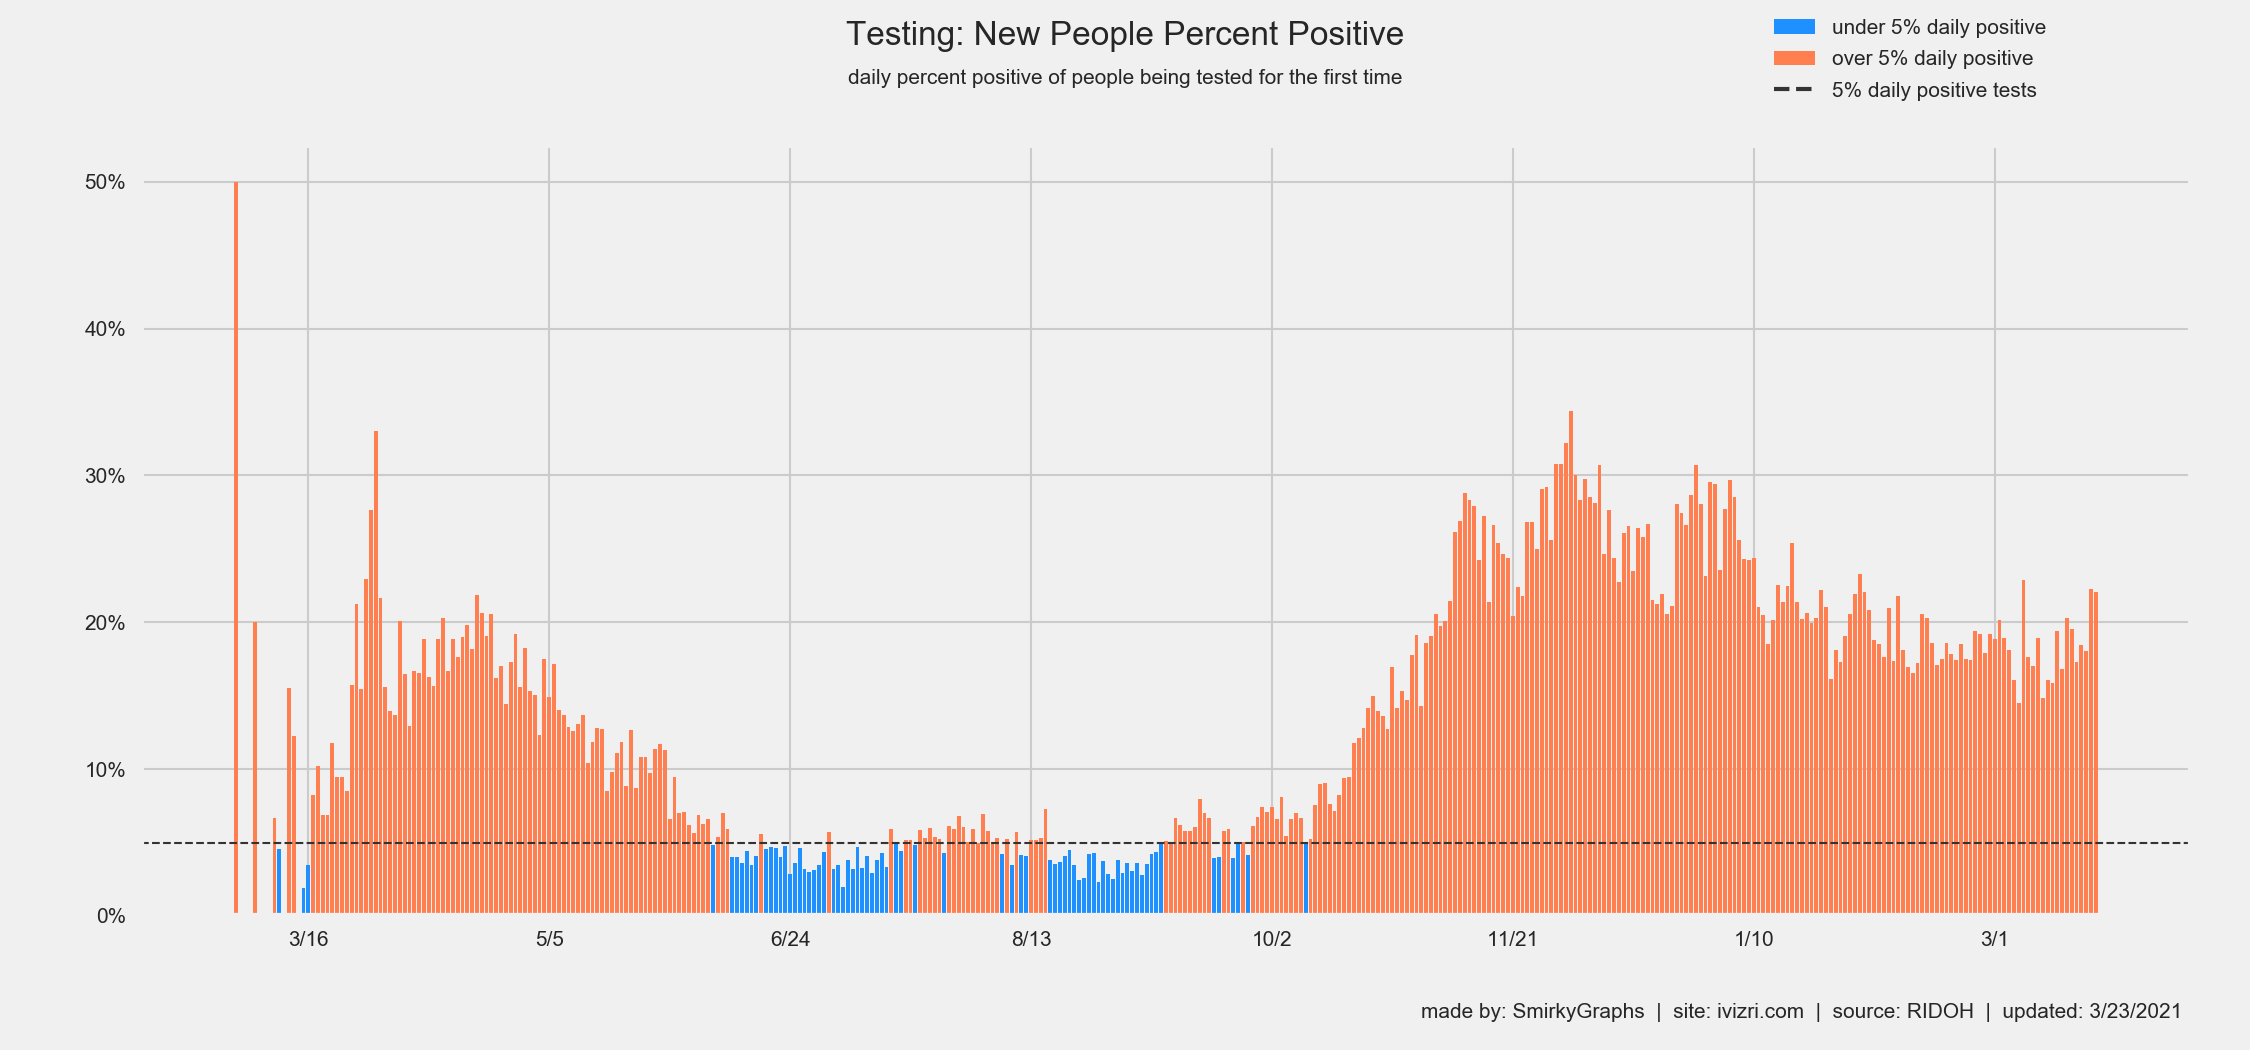 Testing: New People Percent Positive
daily percent positive of people being tested for the first time
under 5% daily positive
over 5% daily positive
5% daily positive tests
50%
40%
30%
20%
10%
0%
3/16 5/5 6/24 8/13 10/2 11/21 1/10 3/1
made by: SmirkyGraphs | site: ivizri.com | source: RIDOH | updated: 3/23/2021